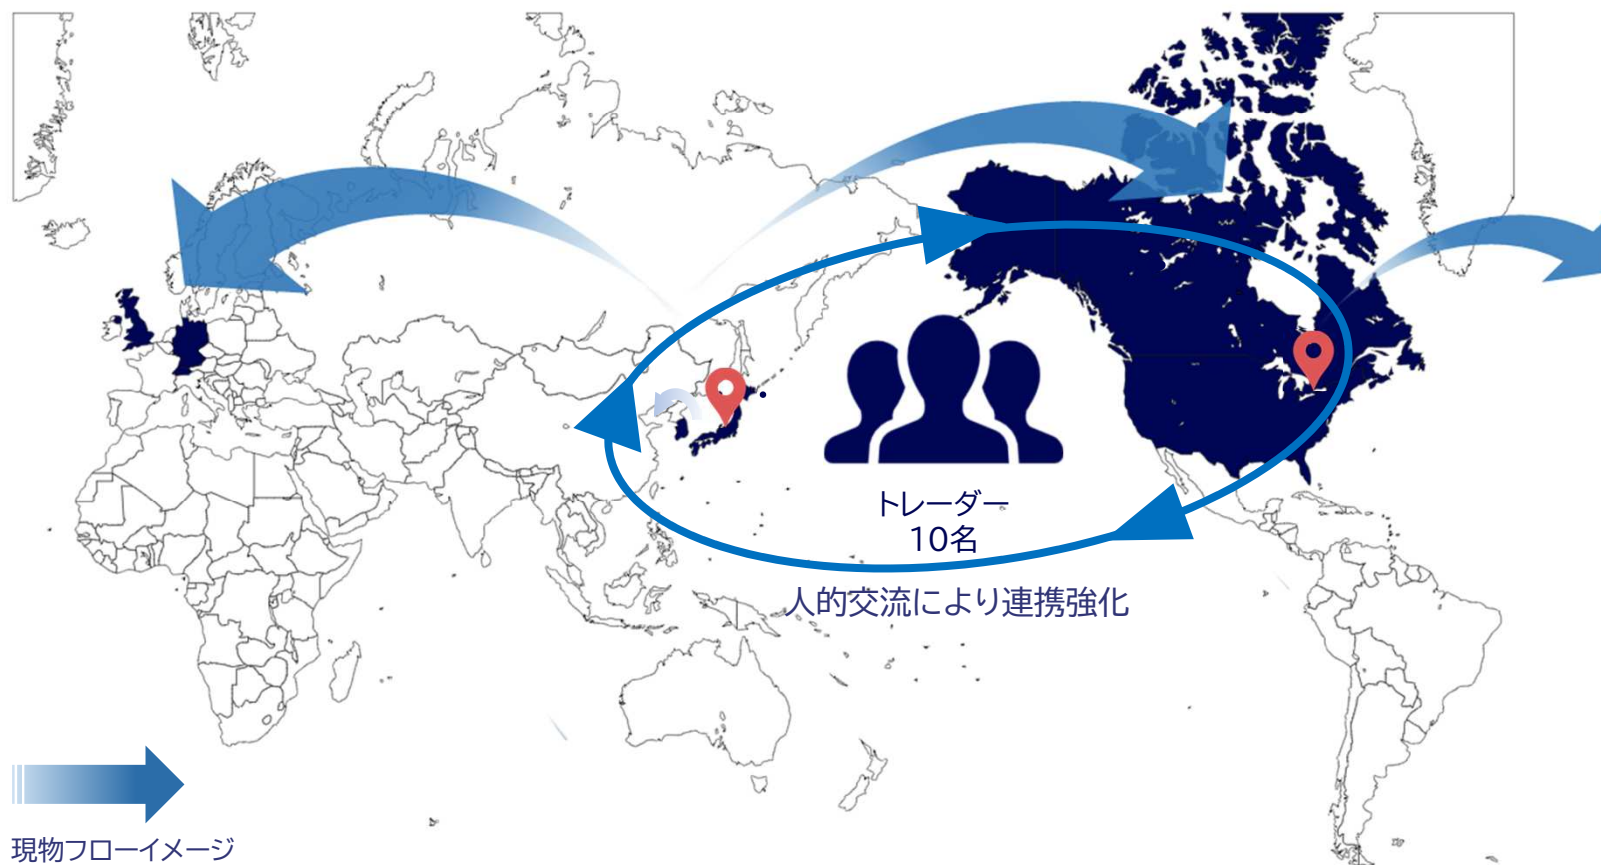 トレーダー
10名
人的交流により連携強化
現物フローイメージ